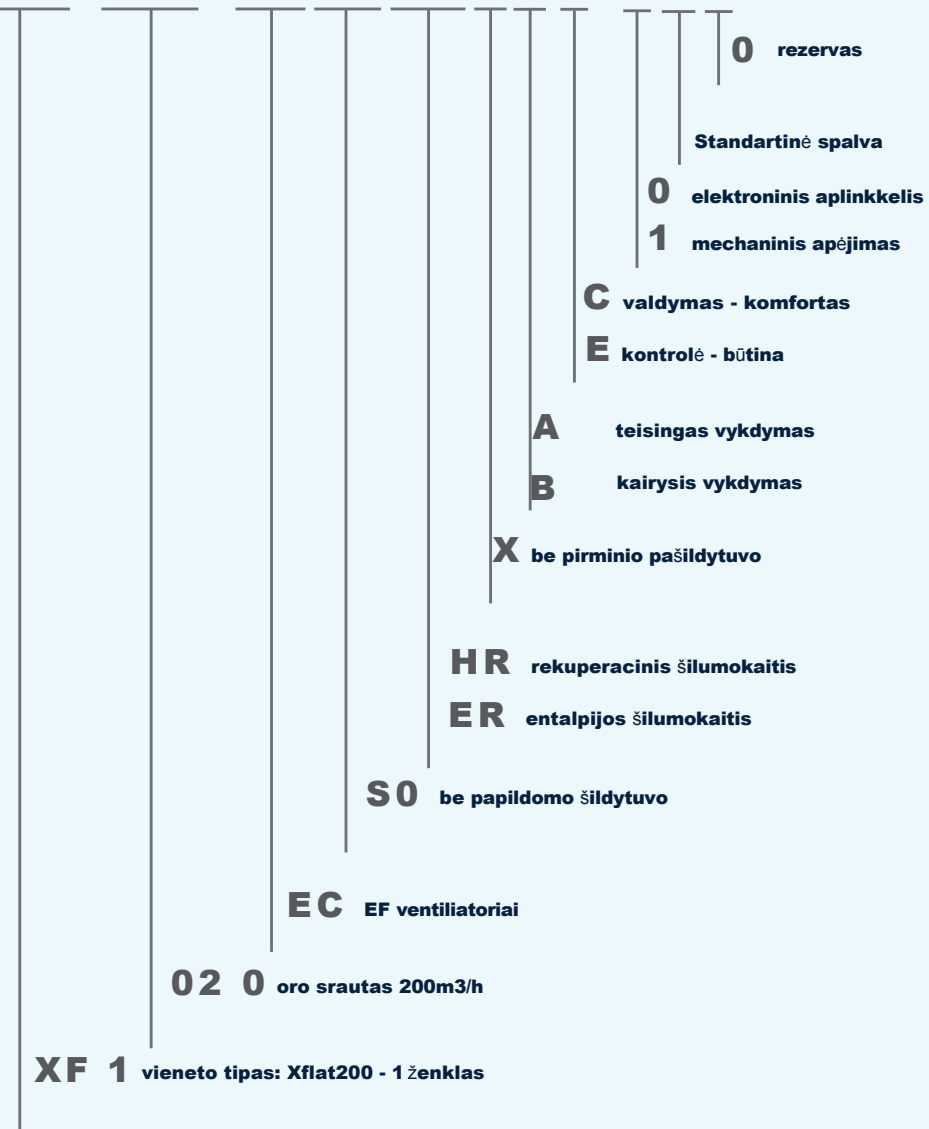 0 rezervas
Standartinė spalva
0 elektroninis aplinkkelis
1 mechaninis apėjimas
C valdymas - komfortas
E kontrolė - būtina
A teisingas vykdymas
B kairysis vykdymas
X be pirminio pašildytuvo
HR rekuperacinis šilumokaitis
ER entalpijos šilumokaitis
S0 be papildomo šildytuvo
EC EF ventiliatoriai
02 0 oro srautas 200m3/h
XF 1 vieneto tipas: Xflat200 - 1 ženklas